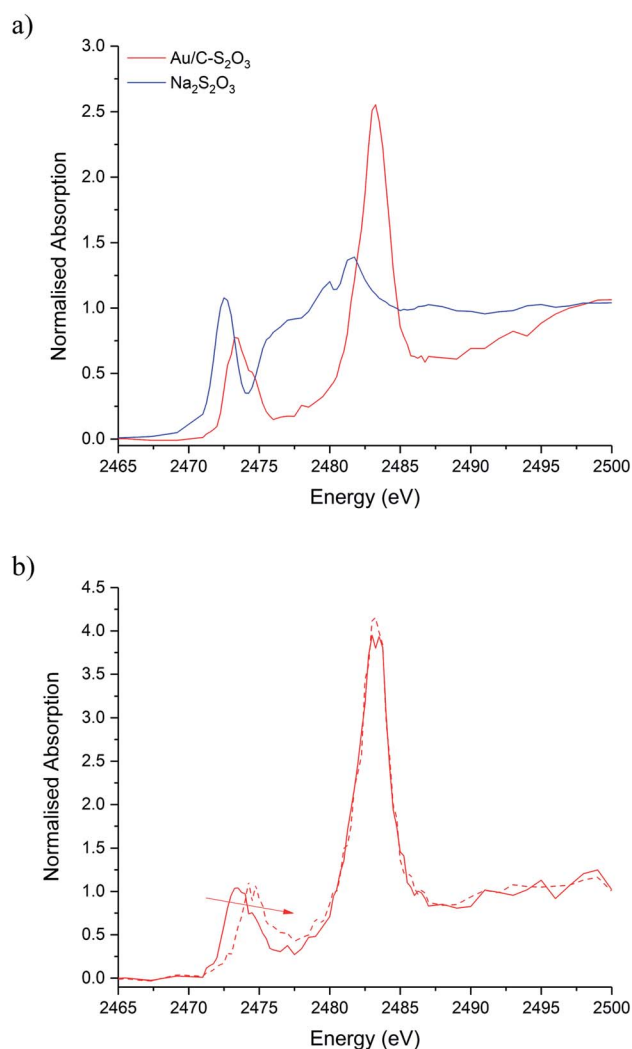 a)
3.0
Au/C-S₂O₃
Na₂S₂O₃
2.5
2.0
1.5
1.0
0.5
0.0
Normalised Absorption
2465 2470 2475 2480 2485 2490 2495 2500
Energy (eV)
b)
4.5
4.0
3.5
3.0
2.5
2.0
1.5
1.0
0.5
0.0
Normalised Absorption
2465 2470 2475 2480 2485 2490 2495 2500
Energy (eV)